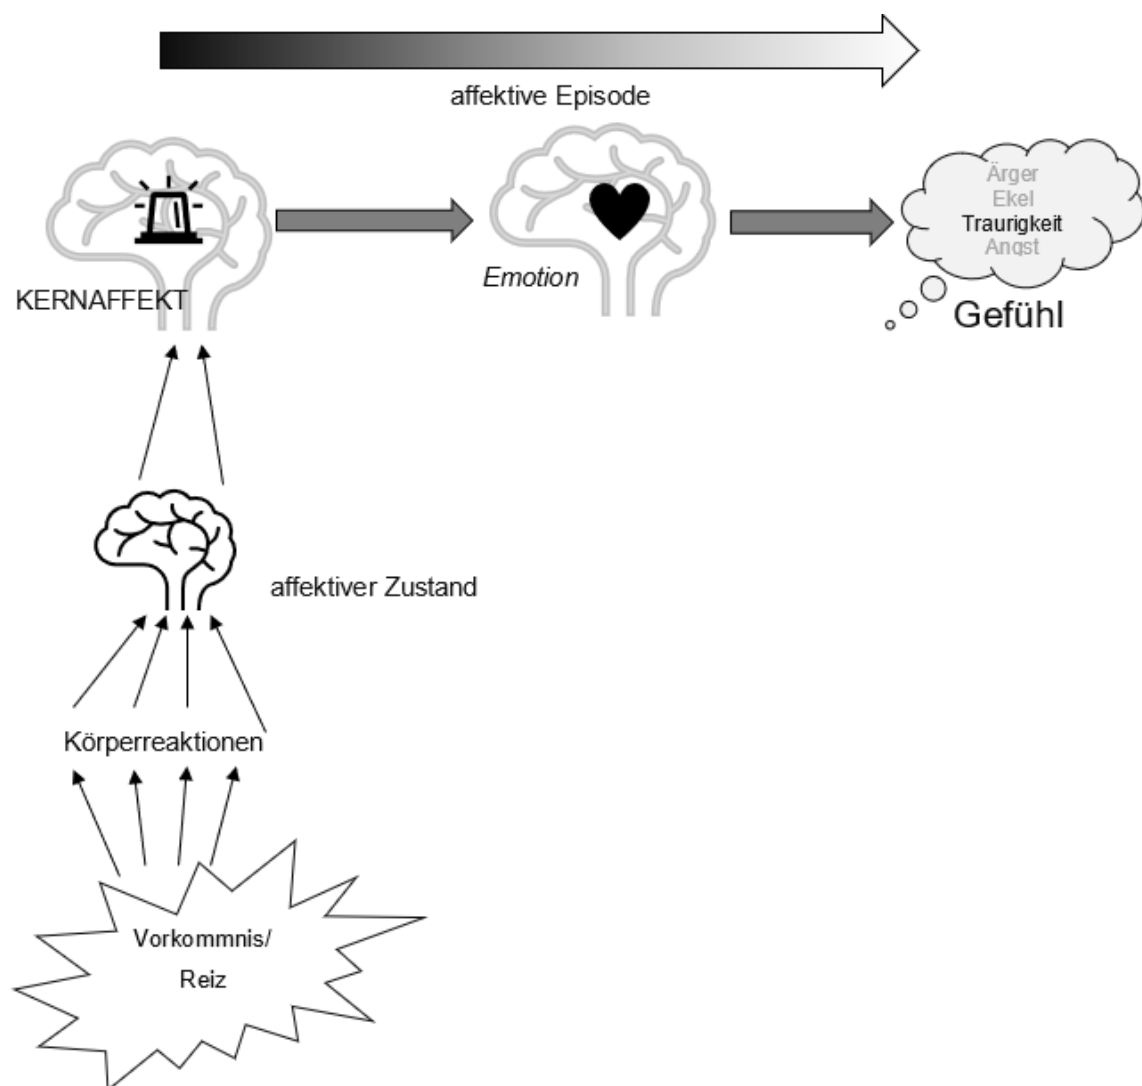 affektive Episode
Ärger
Ekel
Traurigkeit
Angst
Emotion
KERNAFFEKT
Gefühl
affektiver Zustand
Körperreaktionen
Vorkommnis/
Reiz